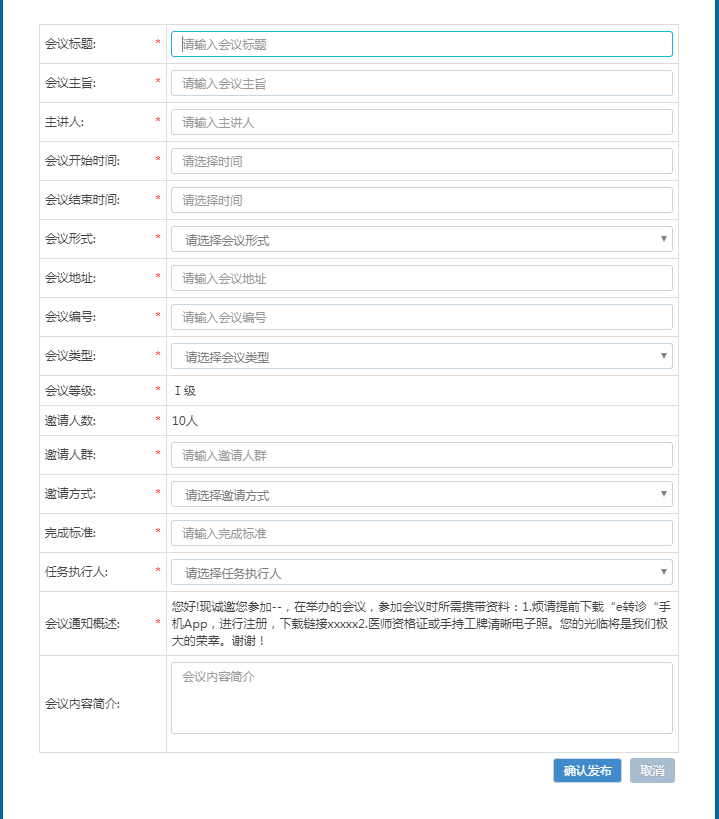 会议标题: * 请输入会议标题
会议主旨: * 请输入会议主旨
主讲人: * 请输入主讲人
会议开始时间: * 请选择时间
会议结束时间: * 请选择时间
会议形式: * 请选择会议形式
会议地址: * 请输入会议地址
会议编号: * 请输入会议编号
会议类型: * 请选择会议类型
会议等级: * Ⅰ级
邀请人数: * 10人
邀请人群: * 请输入邀请人群
邀请方式: * 请选择邀请方式
完成标准: * 请输入完成标准
任务执行人: * 请选择任务执行人
会议通知概述: *
您好!现诚邀您参加--，在举办的会议，参加会议时所需携带资料：1.烦请提前下载“e转诊“手
机App，进行注册，下载链接xxxxx2.医师资格证或手持工牌清晰电子照。您的光临将是我们极
大的荣幸。谢谢！
会议内容简介: 会议内容简介
确认发布 取消